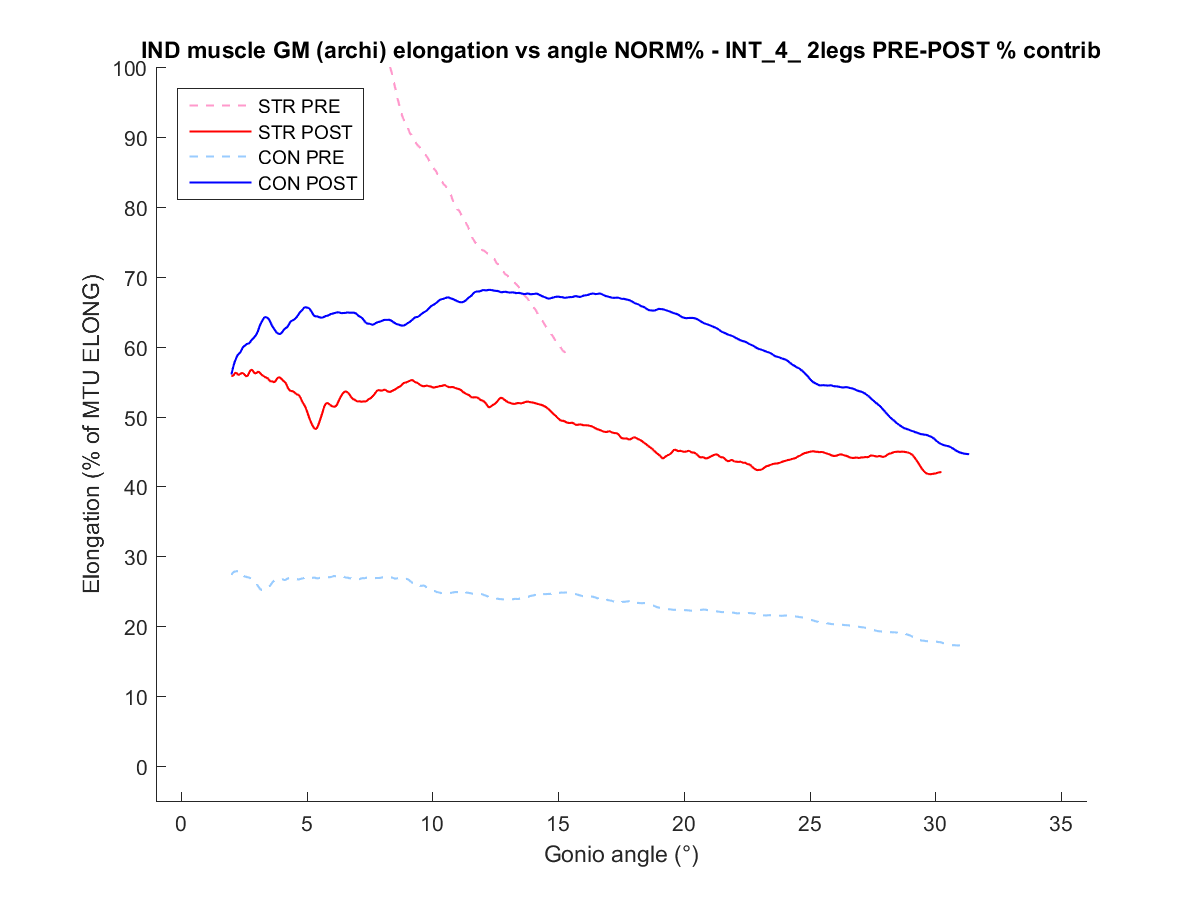 IND muscle GM (archi) elongation vs angle NORM% - INT_4_ 2legs PRE-POST % contrib
STR PRE
STR POST
CON PRE
CON POST
Elongation (% of MTU ELONG)
100
90
80
70
60
50
40
30
20
10
0
0 5 10 15 20 25 30 35
Gonio angle (°)